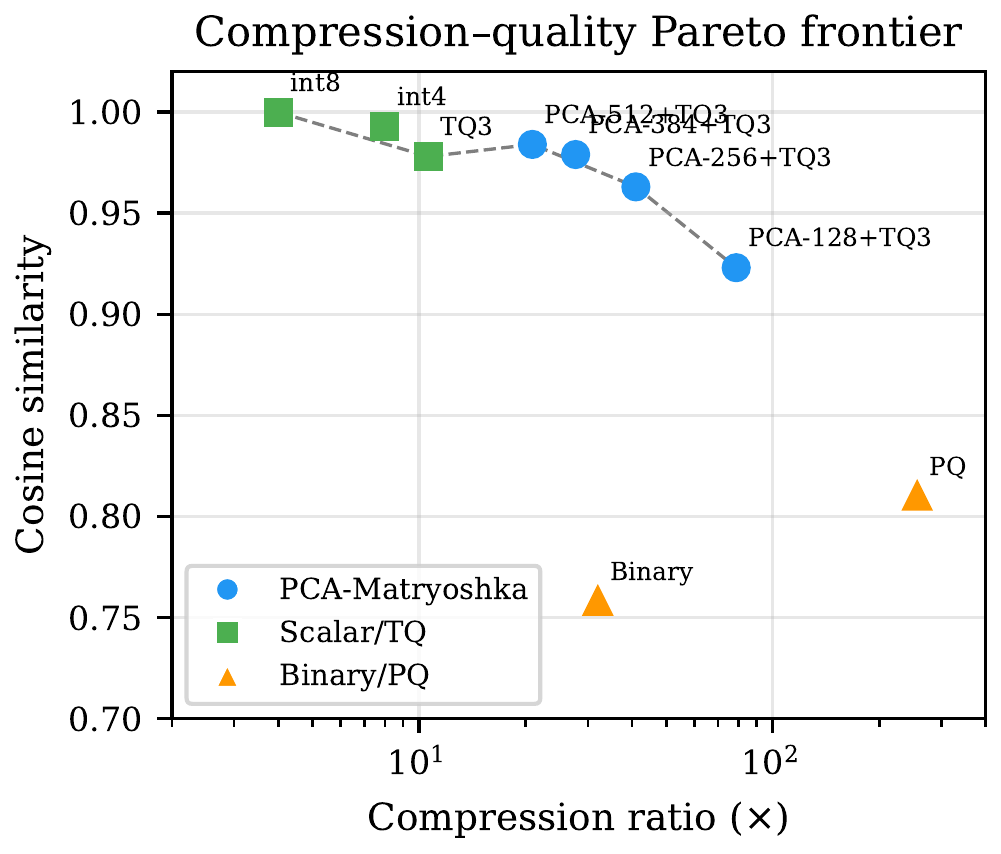 Compression–quality Pareto frontier
int8
int4
TQ3
PCA-512+TQ3
PCA-384+TQ3
PCA-256+TQ3
PCA-128+TQ3
PQ
Binary
1.00
0.95
0.90
0.85
0.80
0.75
0.70
Cosine similarity
PCA-Matryoshka
Scalar/TQ
Binary/PQ
10¹
10²
Compression ratio (×)